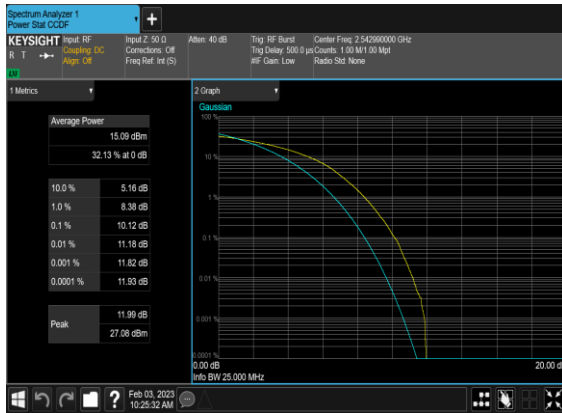 Spectrum Analyzer 1
Power Stat CCDF
KEYSIGHT
R T
LXI
Input: RF
Coupling: DC
Align: Off
Input Z: 50 Ω
Corrections: Off
Freq Ref: Int (S)
Atten: 40 dB
Trig: RF Burst
Trig Delay: 500.0 µs
#IF Gain: Low
Center Freq: 2.542990000 GHz
Counts: 1.00 M/1.00 Mpt
Radio Std: None
1 Metrics
Average Power
15.09 dBm
32.13 % at 0 dB
10.0 % 5.16 dB
1.0 % 8.38 dB
0.1 % 10.12 dB
0.01 % 11.18 dB
0.001 % 11.82 dB
0.0001 % 11.93 dB
Peak
11.99 dB
27.08 dBm
2 Graph
Gaussian
100 %
10 %
1 %
0.1 %
0.01 %
0.001 %
0.0001 %
0.00 dB
20.00 d
Info BW 25.000 MHz
?
Feb 03, 2023
10:25:32 AM